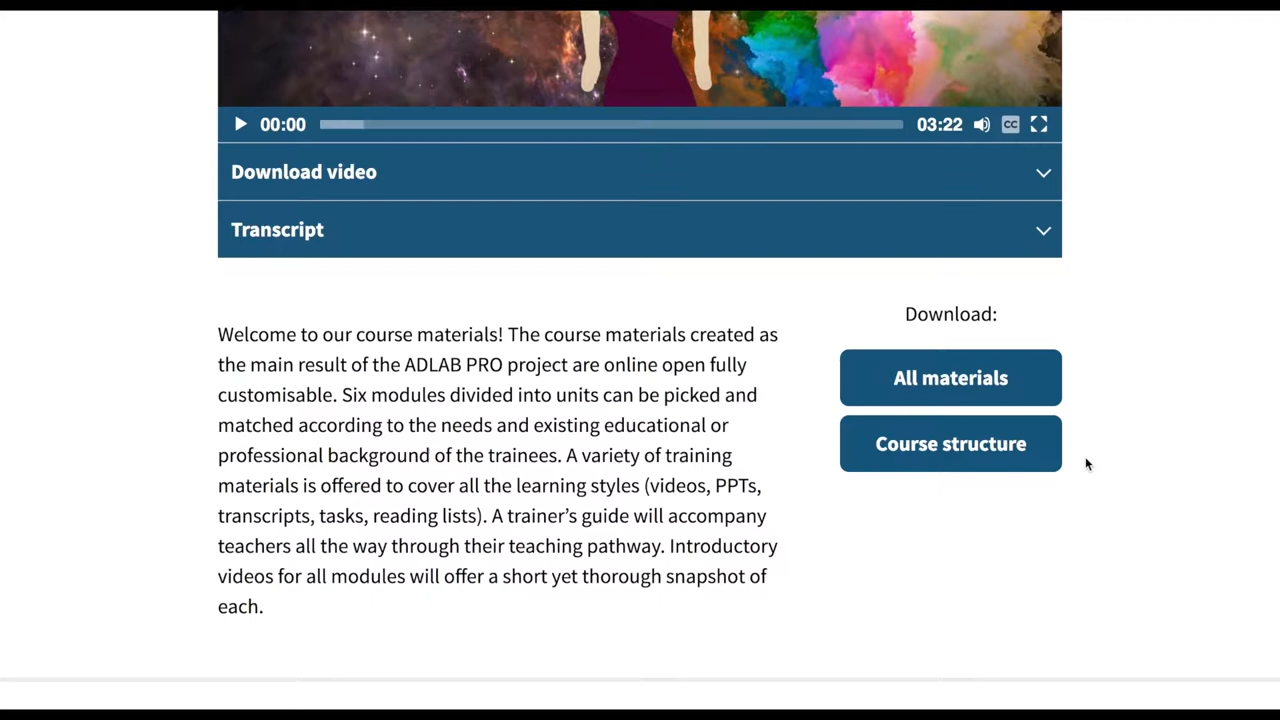 00:00 03:22 CC
Download video
Transcript
Download:
Welcome to our course materials! The course materials created as
the main result of the ADLAB PRO project are online open fully
customisable. Six modules divided into units can be picked and
matched according to the needs and existing educational or
professional background of the trainees. A variety of training
materials is offered to cover all the learning styles (videos, PPTs,
transcripts, tasks, reading lists). A trainer’s guide will accompany
teachers all the way through their teaching pathway. Introductory
videos for all modules will offer a short yet thorough snapshot of
each.
All materials
Course structure